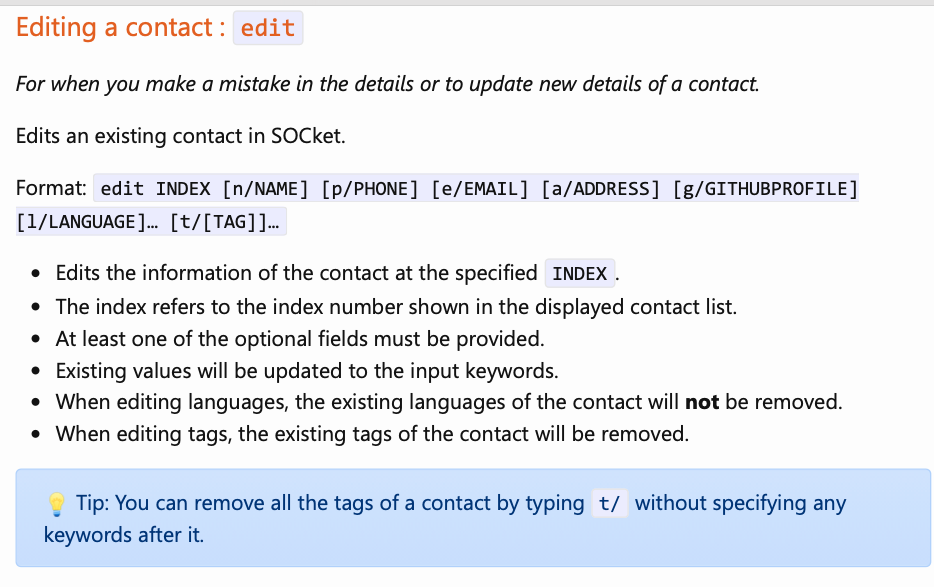 Editing a contact : edit
For when you make a mistake in the details or to update new details of a contact.
Edits an existing contact in SOCket.
Format: edit INDEX [n/NAME] [p/PHONE] [e/EMAIL] [a/ADDRESS] [g/GITHUBPROFILE]
[l/LANGUAGE]… [t/[TAG]]…
• Edits the information of the contact at the specified INDEX.
• The index refers to the index number shown in the displayed contact list.
• At least one of the optional fields must be provided.
• Existing values will be updated to the input keywords.
• When editing languages, the existing languages of the contact will not be removed.
• When editing tags, the existing tags of the contact will be removed.
💡 Tip: You can remove all the tags of a contact by typing t/ without specifying any
keywords after it.